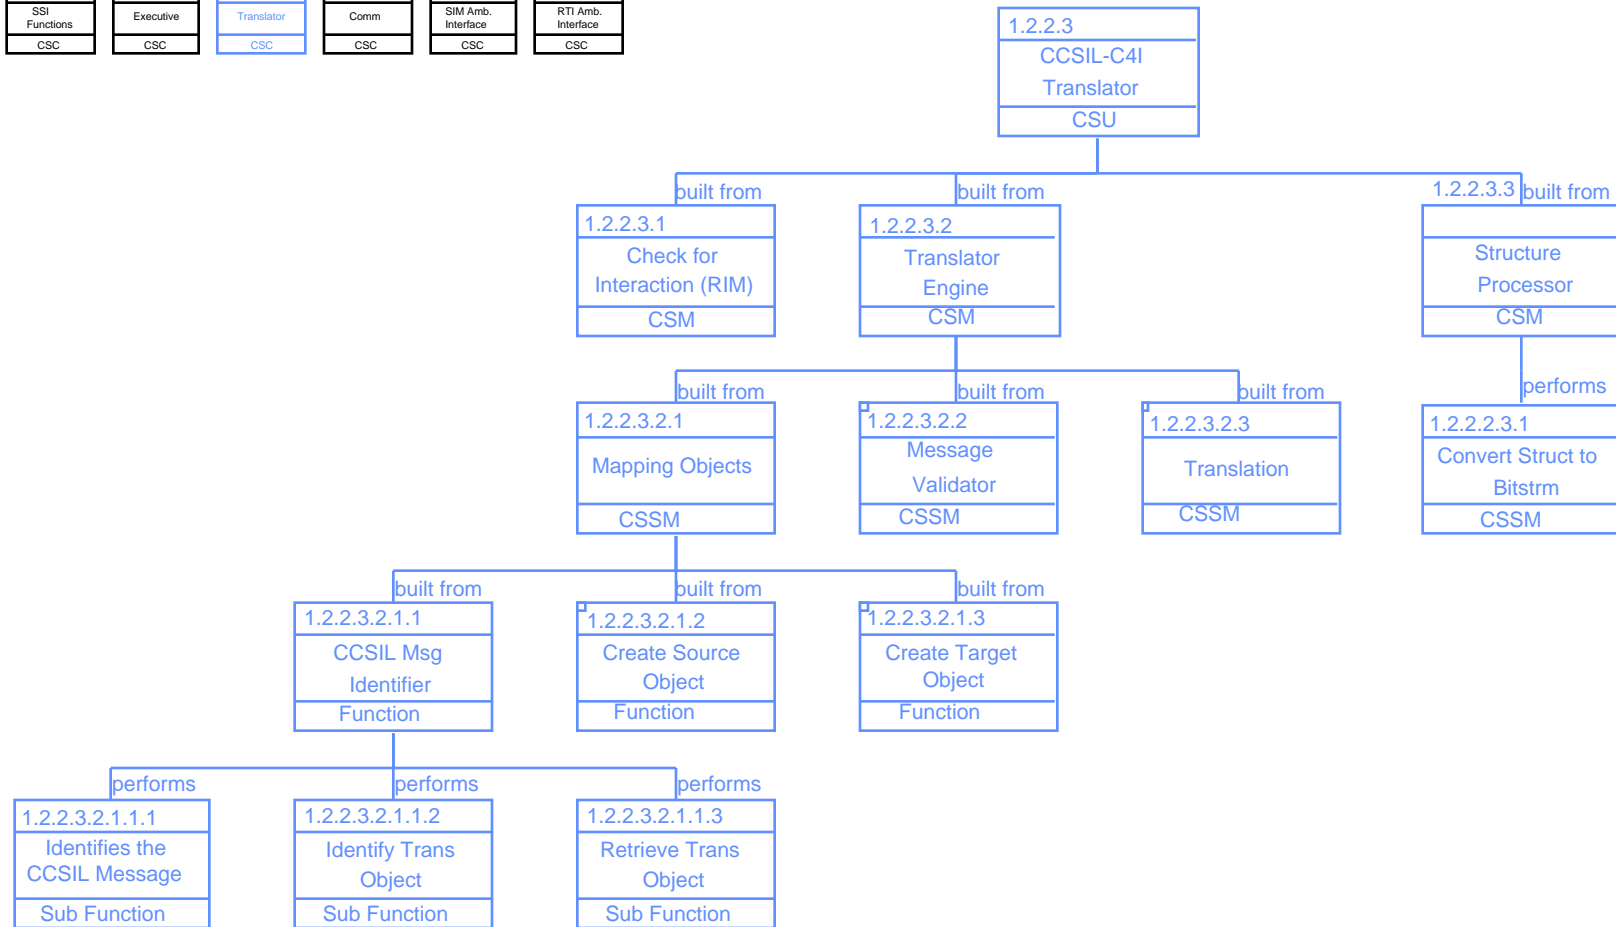 SSI
Functions
CSC
Executive
CSC
Translator
CSC
Comm
CSC
SIM Amb.
Interface
CSC
RTI Amb.
Interface
CSC
1.2.2.3
CCSIL-C4I
Translator
CSU
built from
1.2.2.3.1
Check for
Interaction (RIM)
CSM
built from
1.2.2.3.2
Translator
Engine
CSM
1.2.2.3.3 built from
Structure
Processor
CSM
built from
1.2.2.3.2.1
Mapping Objects
CSSM
built from
1.2.2.3.2.2
Message
Validator
CSSM
built from
1.2.2.3.2.3
Translation
CSSM
performs
1.2.2.2.3.1
Convert Struct to
Bitstrm
CSSM
built from
1.2.2.3.2.1.1
CCSIL Msg
Identifier
Function
built from
1.2.2.3.2.1.2
Create Source
Object
Function
built from
1.2.2.3.2.1.3
Create Target
Object
Function
performs
1.2.2.3.2.1.1.1
Identifies the
CCSIL Message
Sub Function
performs
1.2.2.3.2.1.1.2
Identify Trans
Object
Sub Function
performs
1.2.2.3.2.1.1.3
Retrieve Trans
Object
Sub Function